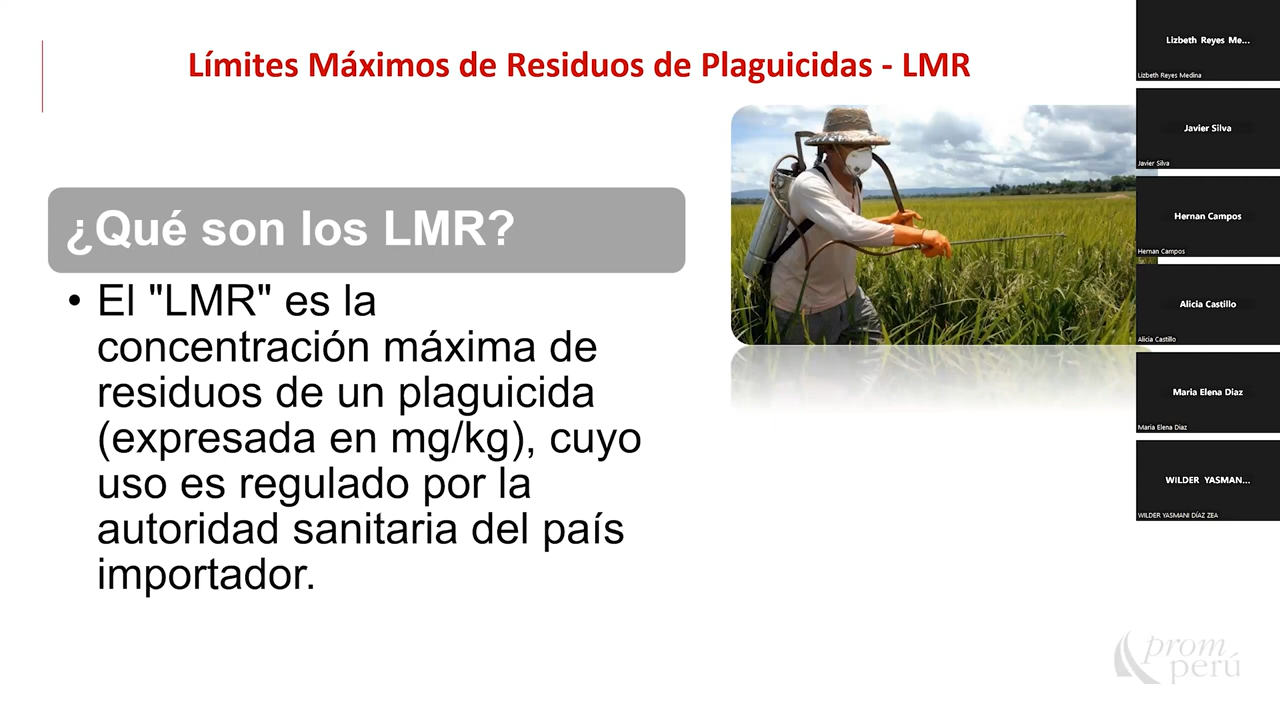 Límites Máximos de Residuos de Plaguicidas - LMR
¿Qué son los LMR?
• El "LMR" es la
concentración máxima de
residuos de un plaguicida
(expresada en mg/kg), cuyo
uso es regulado por la
autoridad sanitaria del país
importador.
Lizbeth Reyes Me...
Lizbeth Reyes Medina
Javier Silva
Javier Silva
Hernan Campos
Hernan Campos
Alicia Castillo
Alicia Castillo
Maria Elena Diaz
Maria Elena Diaz
WILDER YASMAN...
WILDER YASMANI DÍAZ ZEA
prom
perú